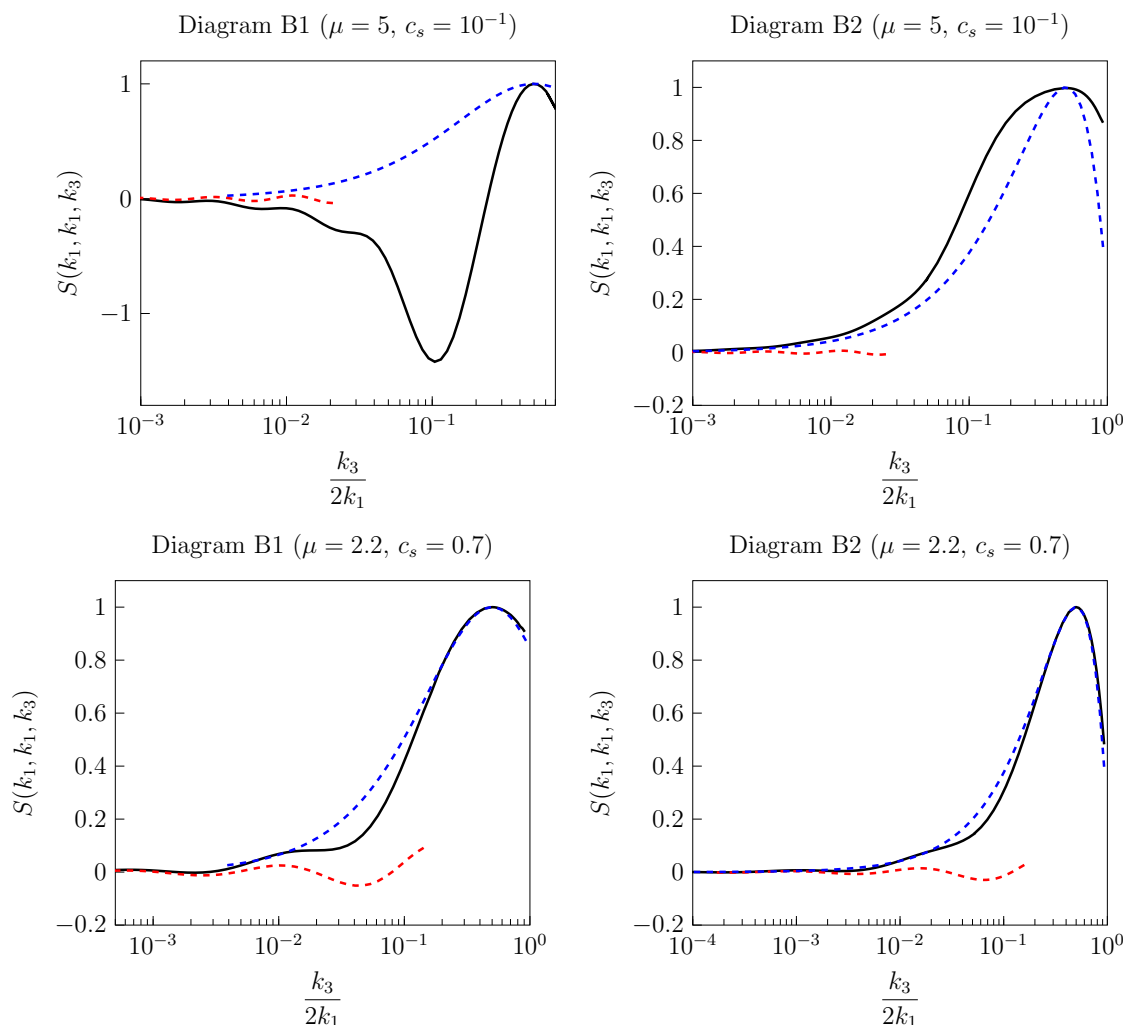 Diagram B1 (μ = 5, c_s = 10^−1)
1
0
−1
S(k_1, k_1, k_3)
10^−3 10^−2 10^−1
k_3
2k_1
Diagram B2 (μ = 5, c_s = 10^−1)
1
0.8
0.6
0.4
0.2
0
−0.2
S(k_1, k_1, k_3)
10^−3 10^−2 10^−1 10^0
k_3
2k_1
Diagram B1 (μ = 2.2, c_s = 0.7)
1
0.8
0.6
0.4
0.2
0
−0.2
S(k_1, k_1, k_3)
10^−3 10^−2 10^−1 10^0
k_3
2k_1
Diagram B2 (μ = 2.2, c_s = 0.7)
1
0.8
0.6
0.4
0.2
0
−0.2
S(k_1, k_1, k_3)
10^−4 10^−3 10^−2 10^−1 10^0
k_3
2k_1